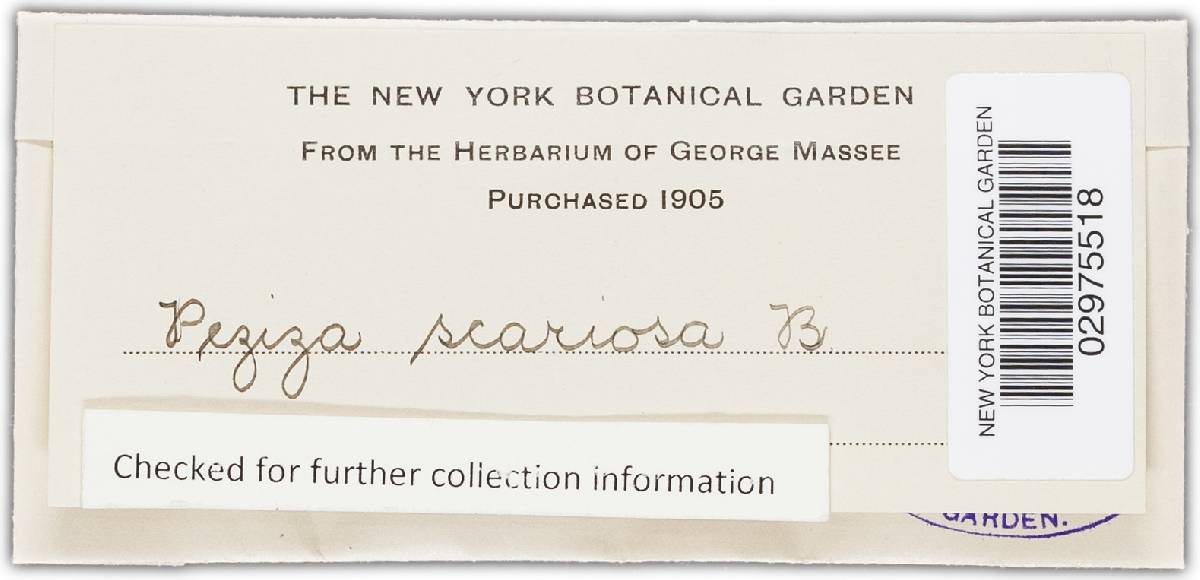 THE NEW YORK BOTANICAL GARDEN
FROM THE HERBARIUM OF GEORGE MASSEE
PURCHASED 1905
Peziza scariosa B
Checked for further collection information
NEW YORK BOTANICAL GARDEN
02975518
GARDEN.